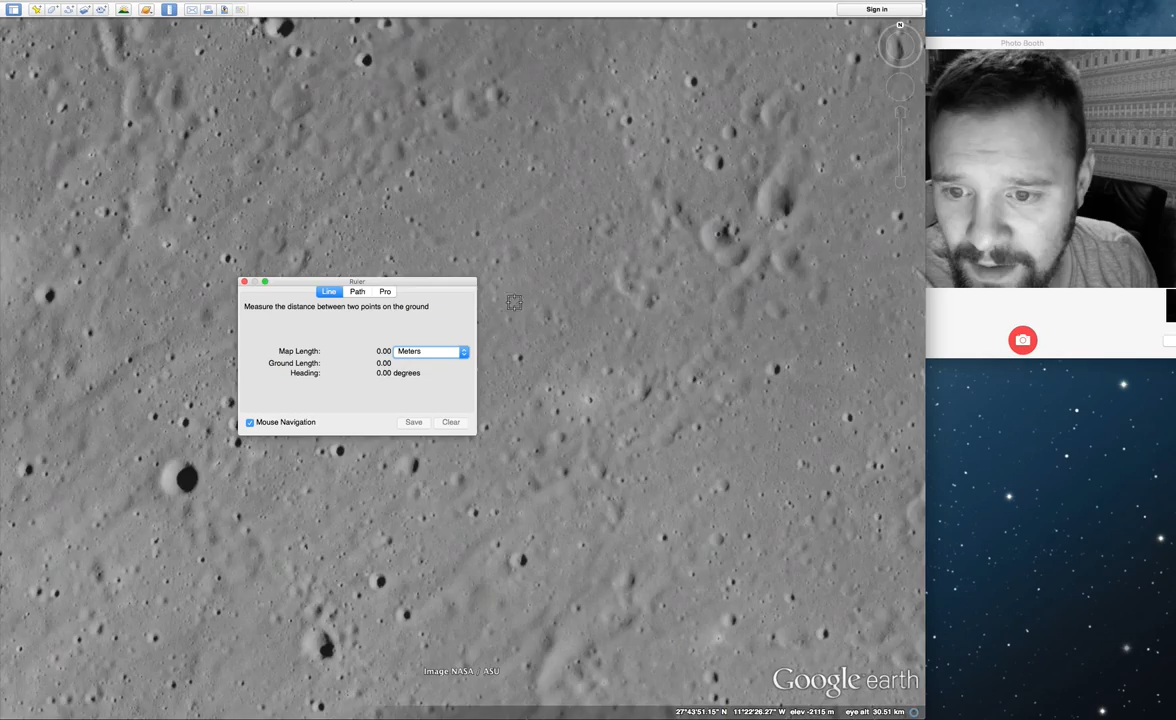 Sign in
N
Photo Booth
Ruler
Line Path Pro
Measure the distance between two points on the ground
Map Length: 0.00 Meters
Ground Length: 0.00
Heading: 0.00 degrees
Mouse Navigation Save Clear
Image NASA / ASU
Google earth
27°43'51.15" N 11°22'26.27" W elev -2115 m eye alt 30.51 km